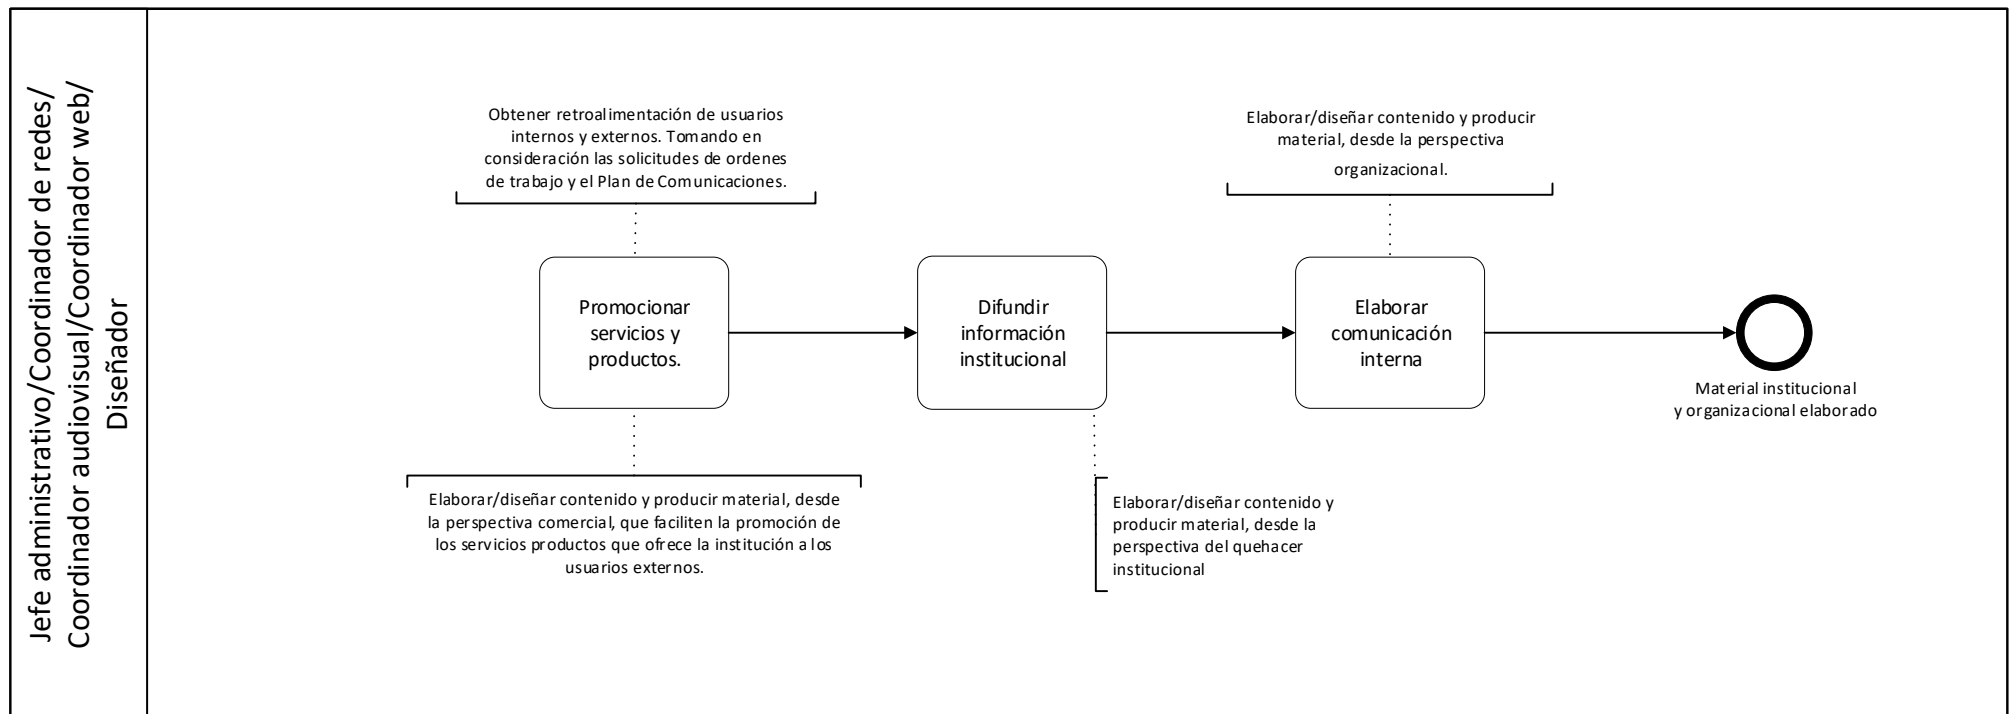 Jefe administrativo/Coordinador de redes/
Coordinador audiovisual/Coordinador web/
Diseñador
Obtener retroalimentación de usuarios
internos y externos. Tomando en
consideración las solicitudes de ordenes
de trabajo y el Plan de Comunicaciones.
Elaborar/diseñar contenido y producir
material, desde la perspectiva
organizacional.
Promocionar
servicios y
productos.
Difundir
información
institucional
Elaborar
comunicación
interna
Material institucional
y organizacional elaborado
Elaborar/diseñar contenido y producir material, desde
la perspectiva comercial, que faciliten la promoción de
los servicios productos que ofrece la institución a los
usuarios externos.
Elaborar/diseñar contenido y
producir material, desde la
perspectiva del quehacer
institucional